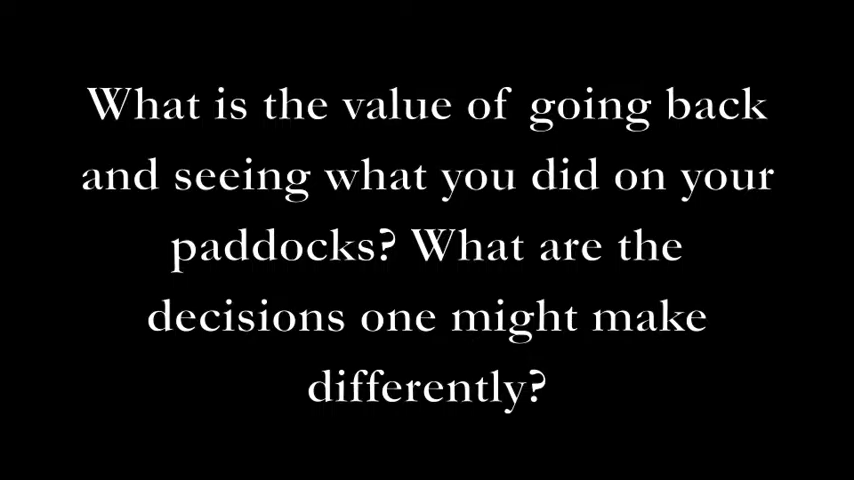 What is the value of going back
and seeing what you did on your
paddocks? What are the
decisions one might make
differently?